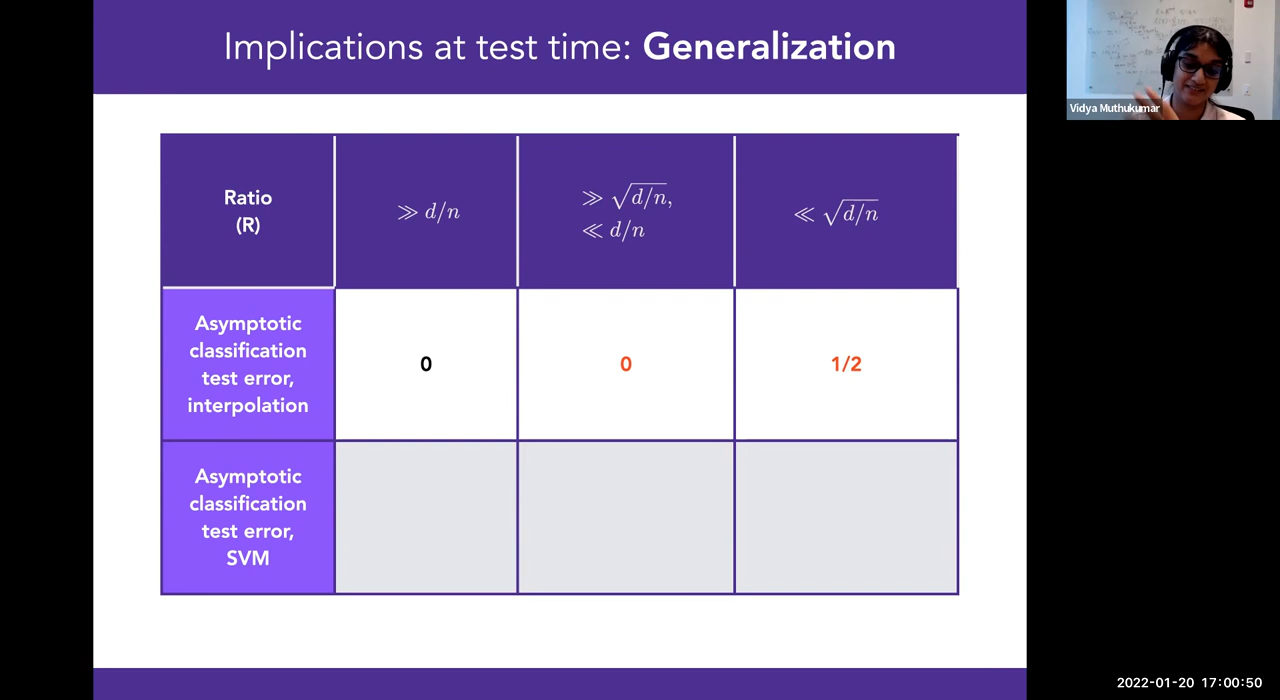 Implications at test time: Generalization
Vidya Muthukumar
Ratio
(R)
≫ d/n
≫ √d/n,
≪ d/n
≪ √d/n
Asymptotic
classification
test error,
interpolation
0
0
1/2
Asymptotic
classification
test error,
SVM
2022-01-20 17:00:50